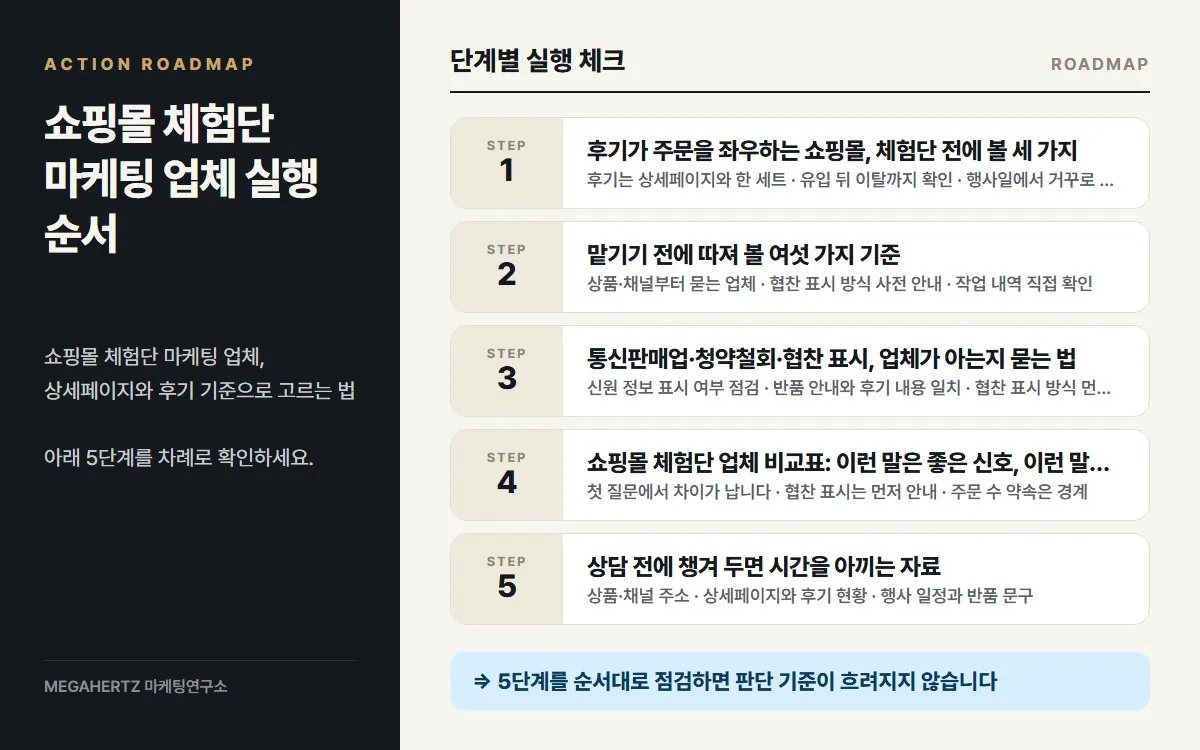 ACTION ROADMAP
쇼핑몰 체험단
마케팅 업체 실행
순서
쇼핑몰 체험단 마케팅 업체,
상세페이지와 후기 기준으로 고르는 법
아래 5단계를 차례로 확인하세요.
MEGAHERTZ 마케팅연구소
단계별 실행 체크
ROADMAP
STEP
1
후기가 주문을 좌우하는 쇼핑몰, 체험단 전에 볼 세 가지
후기는 상세페이지와 한 세트 · 유입 뒤 이탈까지 확인 · 행사일에서 거꾸로 ...
STEP
2
맡기기 전에 따져 볼 여섯 가지 기준
상품·채널부터 묻는 업체 · 협찬 표시 방식 사전 안내 · 작업 내역 직접 확인
STEP
3
통신판매업·청약철회·협찬 표시, 업체가 아는지 묻는 법
신원 정보 표시 여부 점검 · 반품 안내와 후기 내용 일치 · 협찬 표시 방식 먼...
STEP
4
쇼핑몰 체험단 업체 비교표: 이런 말은 좋은 신호, 이런 말...
첫 질문에서 차이가 납니다 · 협찬 표시는 먼저 안내 · 주문 수 약속은 경계
STEP
5
상담 전에 챙겨 두면 시간을 아끼는 자료
상품·채널 주소 · 상세페이지와 후기 현황 · 행사 일정과 반품 문구
→ 5단계를 순서대로 점검하면 판단 기준이 흐려지지 않습니다